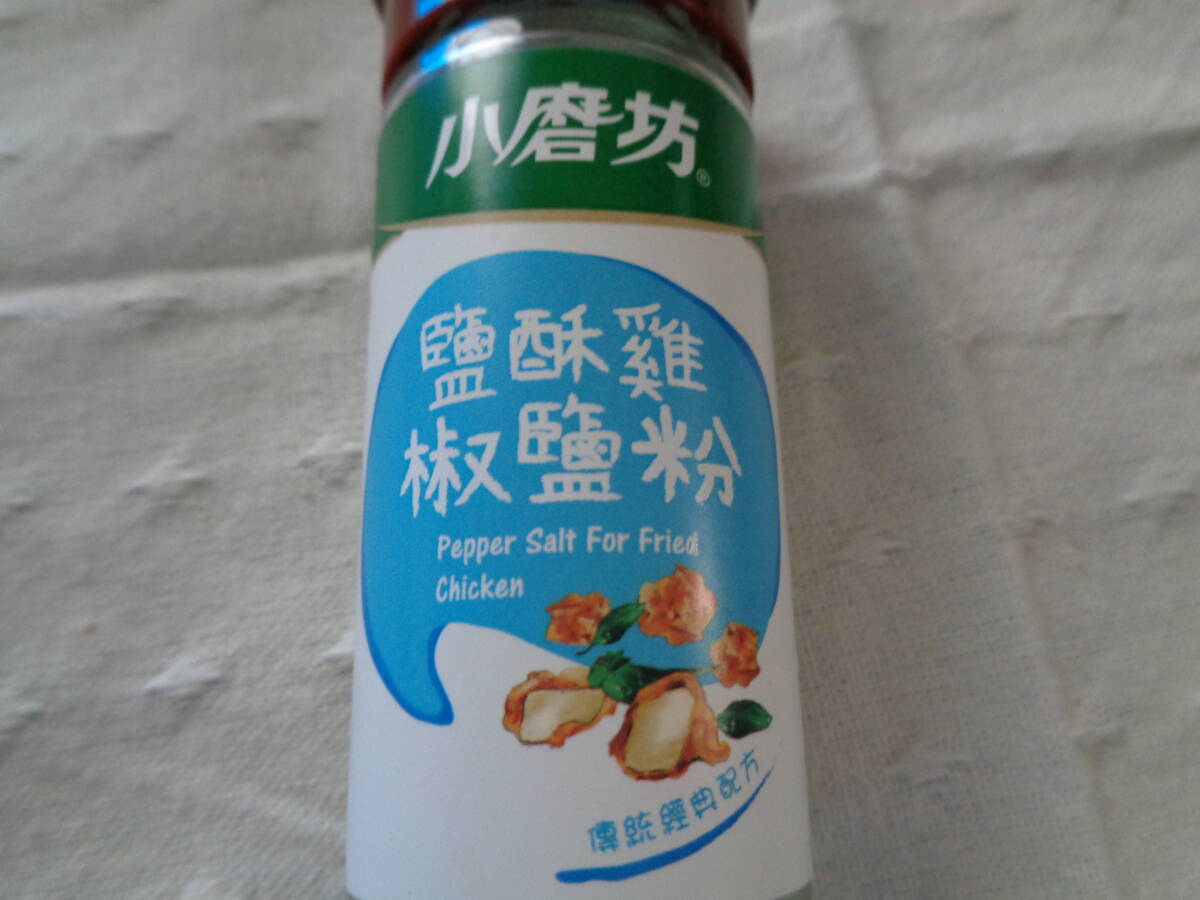 小磨坊®
鹽酥雞
椒鹽粉
Pepper Salt For Fried
Chicken
傳統經典配方